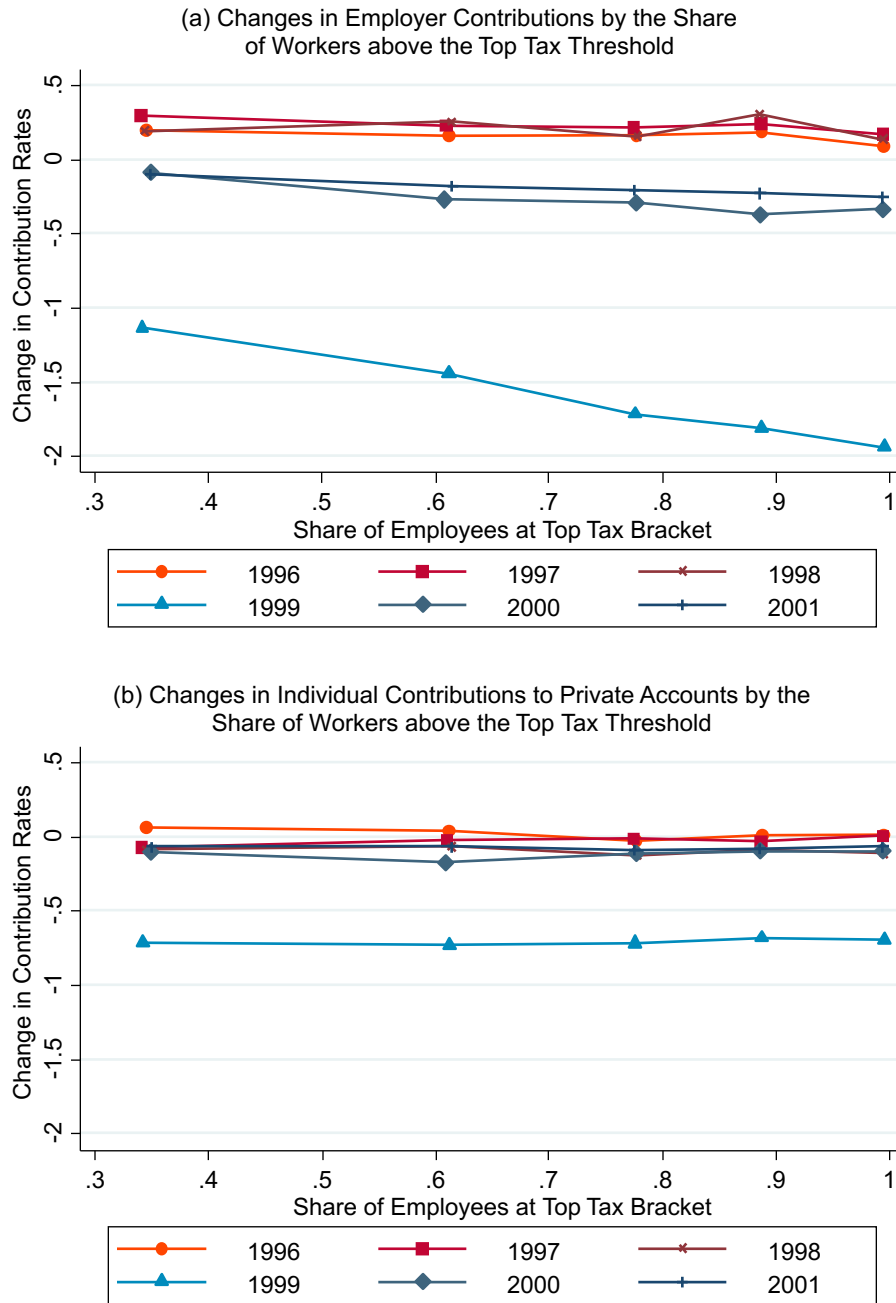 (a) Changes in Employer Contributions by the Share
of Workers above the Top Tax Threshold
Change in Contribution Rates
.5
0
-.5
-1
-1.5
-2
.3 .4 .5 .6 .7 .8 .9 1
Share of Employees at Top Tax Bracket
1996 1997 1998
1999 2000 2001
(b) Changes in Individual Contributions to Private Accounts by the
Share of Workers above the Top Tax Threshold
Change in Contribution Rates
.5
0
-.5
-1
-1.5
-2
.3 .4 .5 .6 .7 .8 .9 1
Share of Employees at Top Tax Bracket
1996 1997 1998
1999 2000 2001